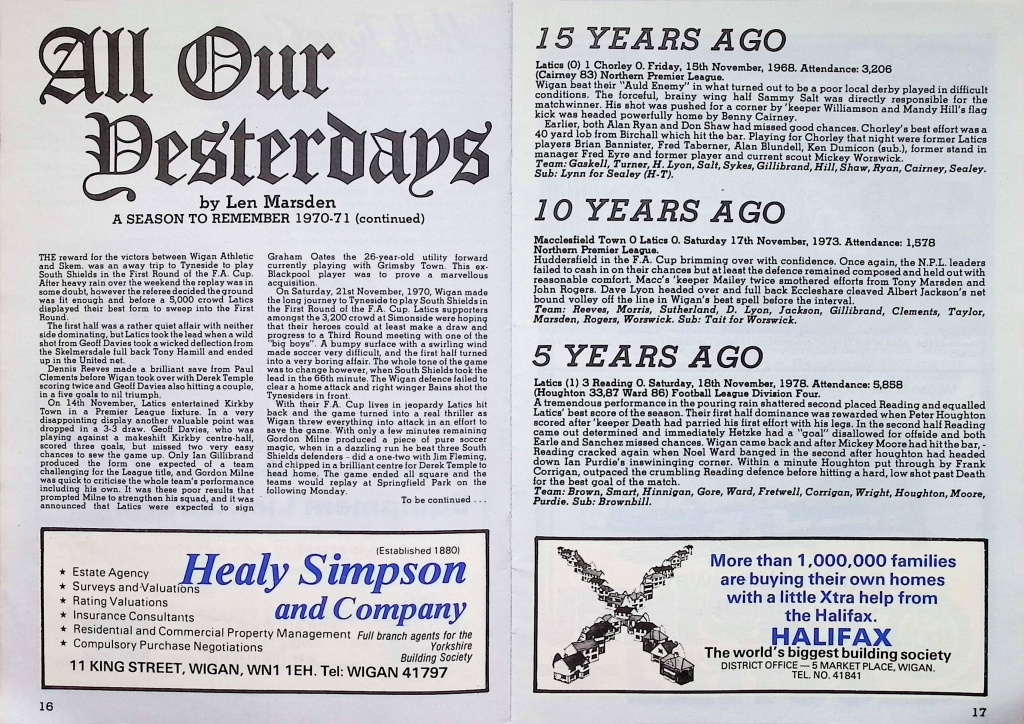 All Our
Yesterdays
by Len Marsden
A SEASON TO REMEMBER 1970-71 (continued)
THE reward for the victors between Wigan Athletic
and Skem. was an away trip to Tyneside to play
South Shields in the First Round of the F.A. Cup.
After heavy rain over the weekend the replay was in
some doubt, however the referee decided the ground
was fit enough and before a 5,000 crowd Latics
displayed their best form to sweep into the First
Round.
The first half was a rather quiet affair with neither
side dominating, but Latics took the lead when a wild
shot from Geoff Davies took a wicked deflection from
the Skelmersdale full back Tony Hamill and ended
up in the United net.
Dennis Reeves made a brilliant save from Paul
Clements before Wigan took over with Derek Temple
scoring twice and Geoff Davies also hitting a couple,
in a five goals to nil triumph.
On 14th November, Latics entertained Kirkby
Town in a Premier League fixture. In a very
disappointing display another valuable point was
dropped in a 3-3 draw. Geoff Davies, who was
playing against a makeshift Kirkby centre-half,
scored three goals, but missed two very easy
chances to sew the game up. Only Ian Gillibrand
produced the form one expected of a team
challenging for the League title, and Gordon Milne
was quick to criticise the whole team's performance
including his own. It was these poor results that
prompted Milne to strengthen his squad, and it was
announced that Latics were expected to sign
Graham Oates the 26-year-old utility forward
currently playing with Grimsby Town. This ex-
Blackpool player was to prove a marvellous
acquisition.
On Saturday, 21st November, 1970, Wigan made
the long journey to Tyneside to play South Shields in
the First Round of the F.A. Cup. Latics supporters
amongst the 3,200 crowd at Simonside were hoping
that their heroes could at least make a draw and
progress to a Third Round meeting with one of the
"big boys". A bumpy surface with a swirling wind
made soccer very difficult, and the first half turned
into a very boring affair. The whole tone of the game
was to change however, when South Shields took the
lead in the 66th minute. The Wigan defence failed to
clear a home attack and right winger Bains shot the
Tynesiders in front.
With their F.A. Cup lives in jeopardy Latics hit
back and the game turned into a real thriller as
Wigan threw everything into attack in an effort to
save the game. With only a few minutes remaining
Gordon Milne produced a piece of pure soccer
magic, when in a dazzling run he beat three South
Shields defenders - did a one-two with Jim Fleming,
and chipped in a brilliant centre for Derek Temple to
head home. The game ended all square and the
teams would replay at Springfield Park on the
following Monday.
To be continued . . .
(Established 1880)
Healy Simpson
and Company
★ Estate Agency
★ Surveys and Valuations
★ Rating Valuations
★ Insurance Consultants
★ Residential and Commercial Property Management
★ Compulsory Purchase Negotiations
Full branch agents for the
Yorkshire
Building Society
11 KING STREET, WIGAN, WN1 1EH. Tel: WIGAN 41797
16
15 YEARS AGO
Latics (0) 1 Chorley 0. Friday, 15th November, 1968. Attendance: 3,206
(Cairney 83) Northern Premier League.
Wigan beat their "Auld Enemy" in what turned out to be a poor local derby played in difficult
conditions. The forceful, brainy wing half Sammy Salt was directly responsible for the
matchwinner. His shot was pushed for a corner by 'keeper Williamson and Mandy Hill's flag
kick was headed powerfully home by Benny Cairney.
Earlier, both Alan Ryan and Don Shaw had missed good chances. Chorley's best effort was a
40 yard lob from Birchall which hit the bar. Playing for Chorley that night were former Latics
players Brian Bannister, Fred Taberner, Alan Blundell, Ken Dumicon (sub.), former stand in
manager Fred Eyre and former player and current scout Mickey Worswick.
Team: Gaskell, Turner, H. Lyon, Salt, Sykes, Gillibrand, Hill, Shaw, Ryan, Cairney, Sealey.
Sub: Lynn for Sealey (H-T).
10 YEARS AGO
Macclesfield Town 0 Latics 0. Saturday 17th November, 1973. Attendance: 1,578
Northern Premier League.
Huddersfield in the F.A. Cup brimming over with confidence. Once again, the N.P.L. leaders
failed to cash in on their chances but at least the defence remained composed and held out with
reasonable comfort. Macc's 'keeper Mailey twice smothered efforts from Tony Marsden and
John Rogers. Dave Lyon headed over and full back Eccleshare cleaved Albert Jackson's net
bound volley off the line in Wigan's best spell before the interval.
Team: Reeves, Morris, Sutherland, D. Lyon, Jackson, Gillibrand, Clements, Taylor,
Marsden, Rogers, Worswick. Sub: Tait for Worswick.
5 YEARS AGO
Latics (1) 3 Reading 0. Saturday, 18th November, 1978. Attendance: 5,858
(Houghton 33,87 Ward 86) Football League Division Four.
A tremendous performance in the pouring rain shattered second placed Reading and equalled
Latics' best score of the season. Their first half dominance was rewarded when Peter Houghton
scored after 'keeper Death had parried his first effort with his legs. In the second half Reading
came out determined and immediately Hetzke had a "goal" disallowed for offside and both
Earle and Sanchez missed chances. Wigan came back and after Mickey Moore had hit the bar, -
Reading cracked again when Noel Ward banged in the second after houghton had headed
down Ian Purdie's inswinining corner. Within a minute Houghton put through by Frank
Corrigan, outpaced the crumbling Reading defence before hitting a hard, low shot past Death
for the best goal of the match.
Team: Brown, Smart, Hinnigan, Gore, Ward, Fretwell, Corrigan, Wright, Houghton, Moore,
Purdie. Sub: Brownbill.
More than 1,000,000 families
are buying their own homes
with a little Xtra help from
the Halifax.
HALIFAX
The world's biggest building society
DISTRICT OFFICE — 5 MARKET PLACE, WIGAN.
TEL. NO. 41841
17